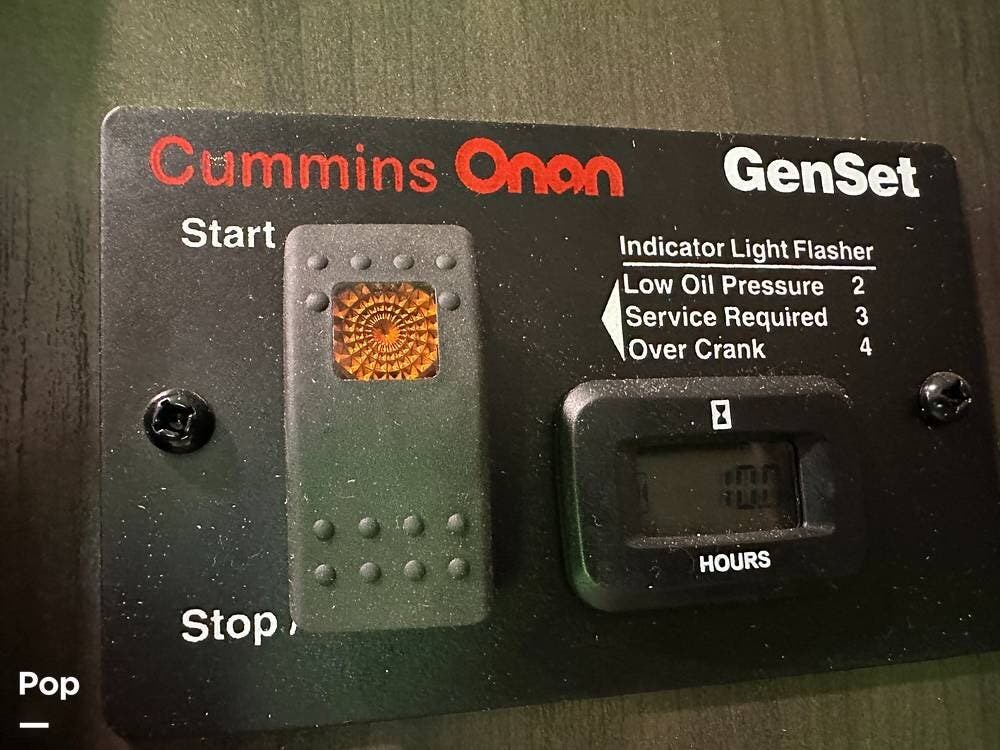 Cummins Onan GenSet
Start
Indicator Light Flasher
Low Oil Pressure 2
Service Required 3
Over Crank 4
HOURS
Stop
Pop